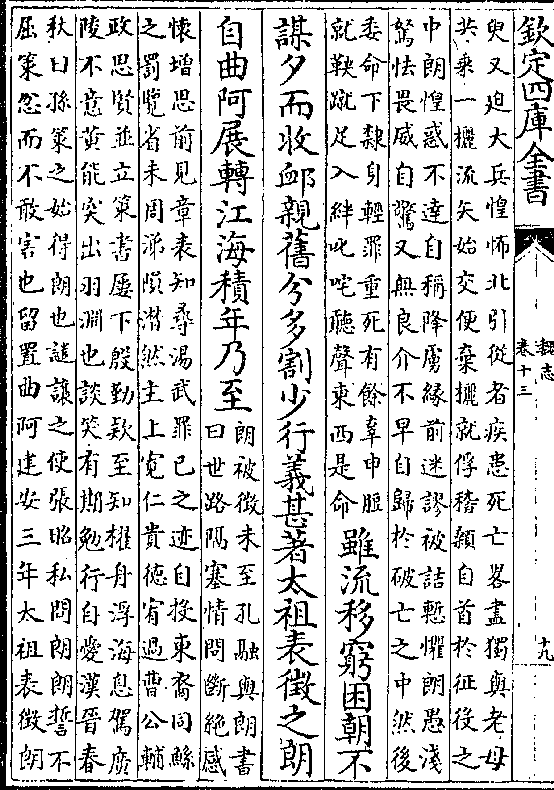 欽定四庫全書
魏志
卷十三
十九
臾又迫大兵惶怖北引從者疾患死亡畧盡獨與老母
共乘一欐流矢始交便棄欐就俘稽顙自首於征役之
中朗惶惑不達自稱降虜緣前迷謬被詰慙懼朗愚淺
駑怯畏威自驚又無良介不早自歸於破亡之中然後
委命下隸身輕罪重死有餘辜申脰
就鞅蹴足入絆叱咤聽聲東西是命
雖流移窮困朝不
謀夕而收卹親舊分多割少行義甚著太祖表徵之朗
自曲阿展轉江海積年乃至
朗被徵未至孔融與朗書
曰世路隔塞情問斷絶感
懷增思前見章表知尋湯武罪已之迹自投東裔同鯀
之罰覽省未周涕隕潸然主上寛仁貴德宥過曹公輔
政思賢並立策書屢下殷勤欵至知櫂舟浮海息駕廣
陵不意黄能突出羽淵也談笑有期勉行自愛漢晉春
秋曰孫策之始得朗也譴讓之使張昭私問朗朗誓不
屈策忿而不敢害也留置曲阿建安三年太祖表徵朗